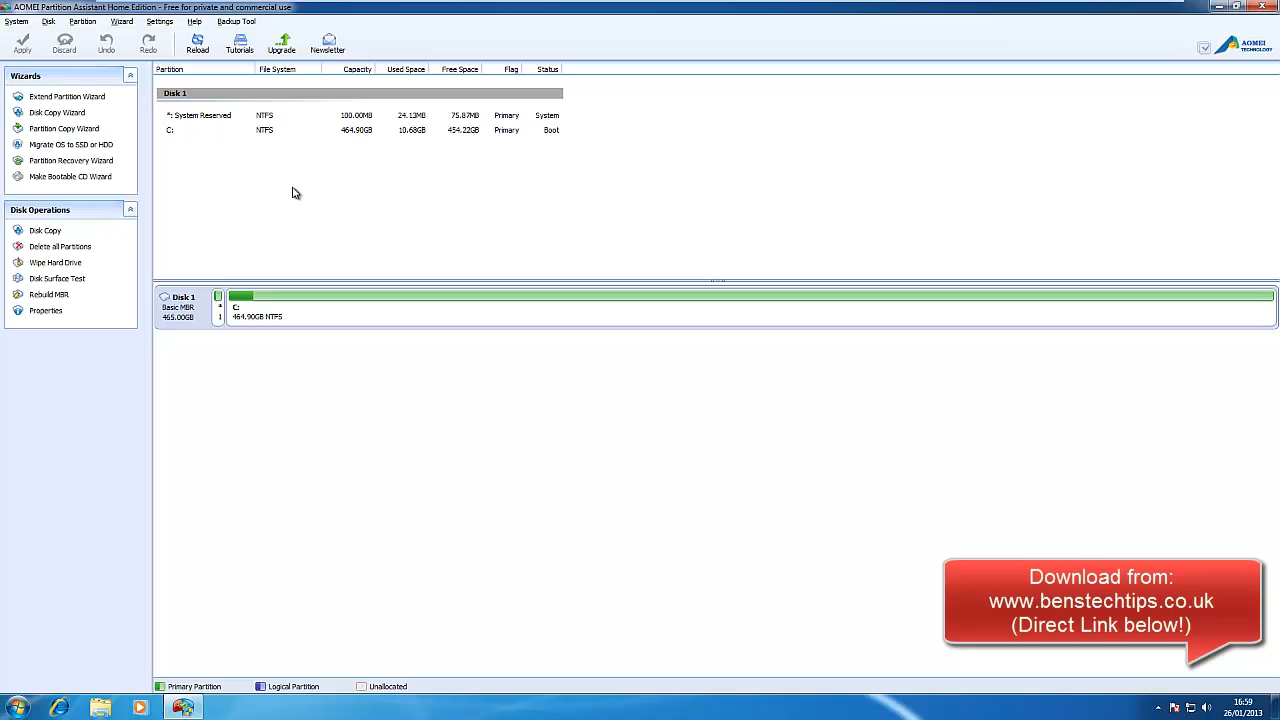 AOMEI Partition Assistant Home Edition - Free for private and commercial use
System Disk Partition Wizard Settings Help Backup Tool
Apply Discard Undo Redo Reload Tutorials Upgrade Newsletter
AOMEI
TECHNOLOGY
Wizards
Extend Partition Wizard
Disk Copy Wizard
Partition Copy Wizard
Migrate OS to SSD or HDD
Partition Recovery Wizard
Make Bootable CD Wizard
Disk Operations
Disk Copy
Delete all Partitions
Wipe Hard Drive
Disk Surface Test
Rebuild MBR
Properties
Partition File System Capacity Used Space Free Space Flag Status
Disk 1
*: System Reserved NTFS 100.00MB 24.13MB 75.87MB Primary System
C: NTFS 464.90GB 10.68GB 454.22GB Primary Boot
Disk 1
Basic MBR
465.00GB
*
1
C:
464.90GB NTFS
Download from:
www.benstechtips.co.uk
(Direct Link below!)
Primary Partition Logical Partition Unallocated
16:59
26/01/2013